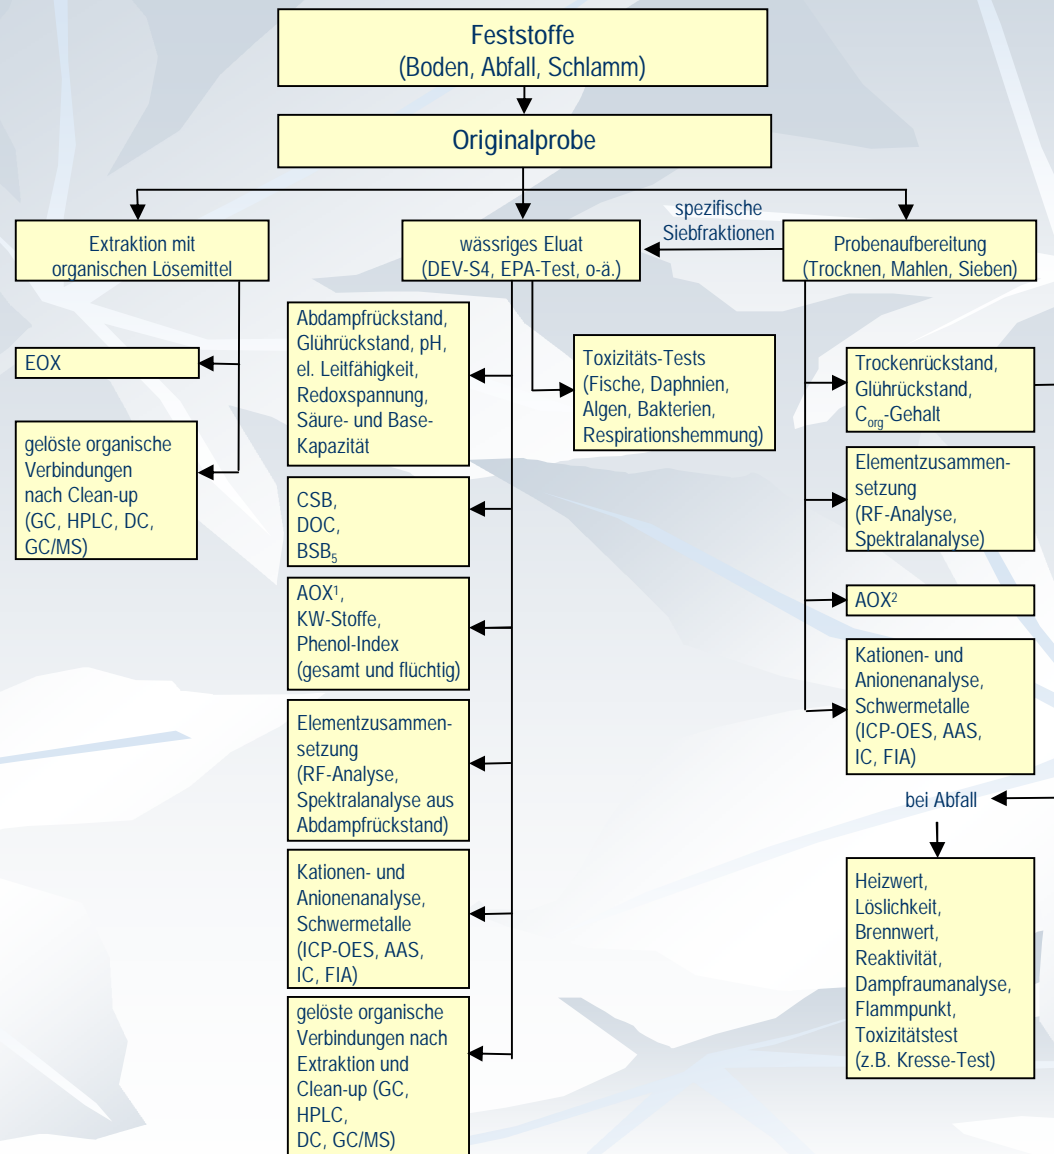 Feststoffe
(Boden, Abfall, Schlamm)
Originalprobe
Extraktion mit
organischen Lösemittel
EOX
gelöste organische
Verbindungen
nach Clean-up
(GC, HPLC, DC,
GC/MS)
wässriges Eluat
(DEV-S4, EPA-Test, o-ä.)
spezifische
Siebfraktionen
Abdampfrückstand,
Glührückstand, pH,
el. Leitfähigkeit,
Redoxspannung,
Säure- und Base-
Kapazität
CSB,
DOC,
BSB₅
AOX¹,
KW-Stoffe,
Phenol-Index
(gesamt und flüchtig)
Elementzusammen-
setzung
(RF-Analyse,
Spektralanalyse aus
Abdampfrückstand)
Kationen- und
Anionenanalyse,
Schwermetalle
(ICP-OES, AAS,
IC, FIA)
gelöste organische
Verbindungen nach
Extraktion und
Clean-up (GC,
HPLC,
DC, GC/MS)
Toxizitäts-Tests
(Fische, Daphnien,
Algen, Bakterien,
Respirationshemmung)
Probenaufbereitung
(Trocknen, Mahlen, Sieben)
Trockenrückstand,
Glührückstand,
Corg-Gehalt
Elementzusammen-
setzung
(RF-Analyse,
Spektralanalyse)
AOX²
Kationen- und
Anionenanalyse,
Schwermetalle
(ICP-OES, AAS,
IC, FIA)
bei Abfall
Heizwert,
Löslichkeit,
Brennwert,
Reaktivität,
Dampfraumanalyse,
Flammpunkt,
Toxizitätstest
(z.B. Kresse-Test)